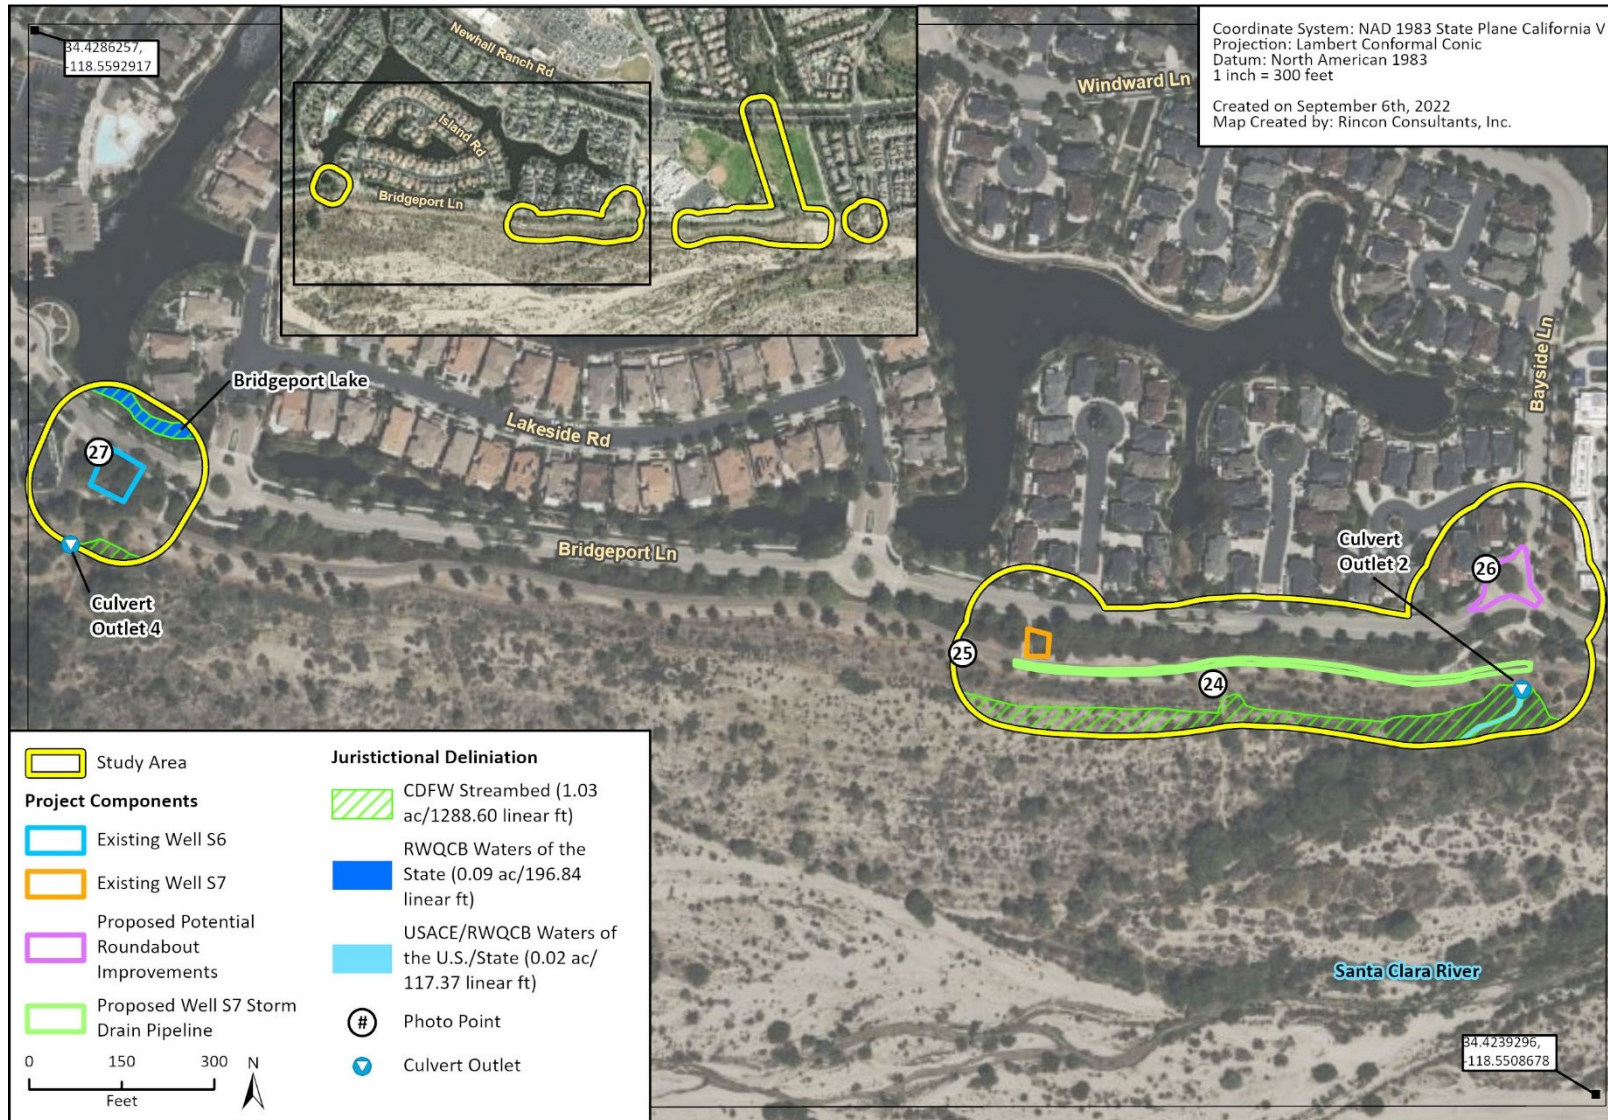 34.4286257,
-118.5592917
Newhall Ranch Rd
Island Rd
Bridgeport Ln
Coordinate System: NAD 1983 State Plane California V
Projection: Lambert Conformal Conic
Datum: North American 1983
1 inch = 300 feet
Created on September 6th, 2022
Map Created by: Rincon Consultants, Inc.
Windward Ln
Bayside Ln
Bridgeport Lake
Lakeside Rd
27
Bridgeport Ln
Culvert
Outlet 4
Culvert
Outlet 2
26
25
24
Santa Clara River
34.4239296,
-118.5508678
Study Area
Project Components
Existing Well S6
Existing Well S7
Proposed Potential
Roundabout
Improvements
Proposed Well S7 Storm
Drain Pipeline
0 150 300
Feet
N
Juristictional Deliniation
CDFW Streambed (1.03
ac/1288.60 linear ft)
RWQCB Waters of the
State (0.09 ac/196.84
linear ft)
USACE/RWQCB Waters of
the U.S./State (0.02 ac/
117.37 linear ft)
#
Photo Point
Culvert Outlet